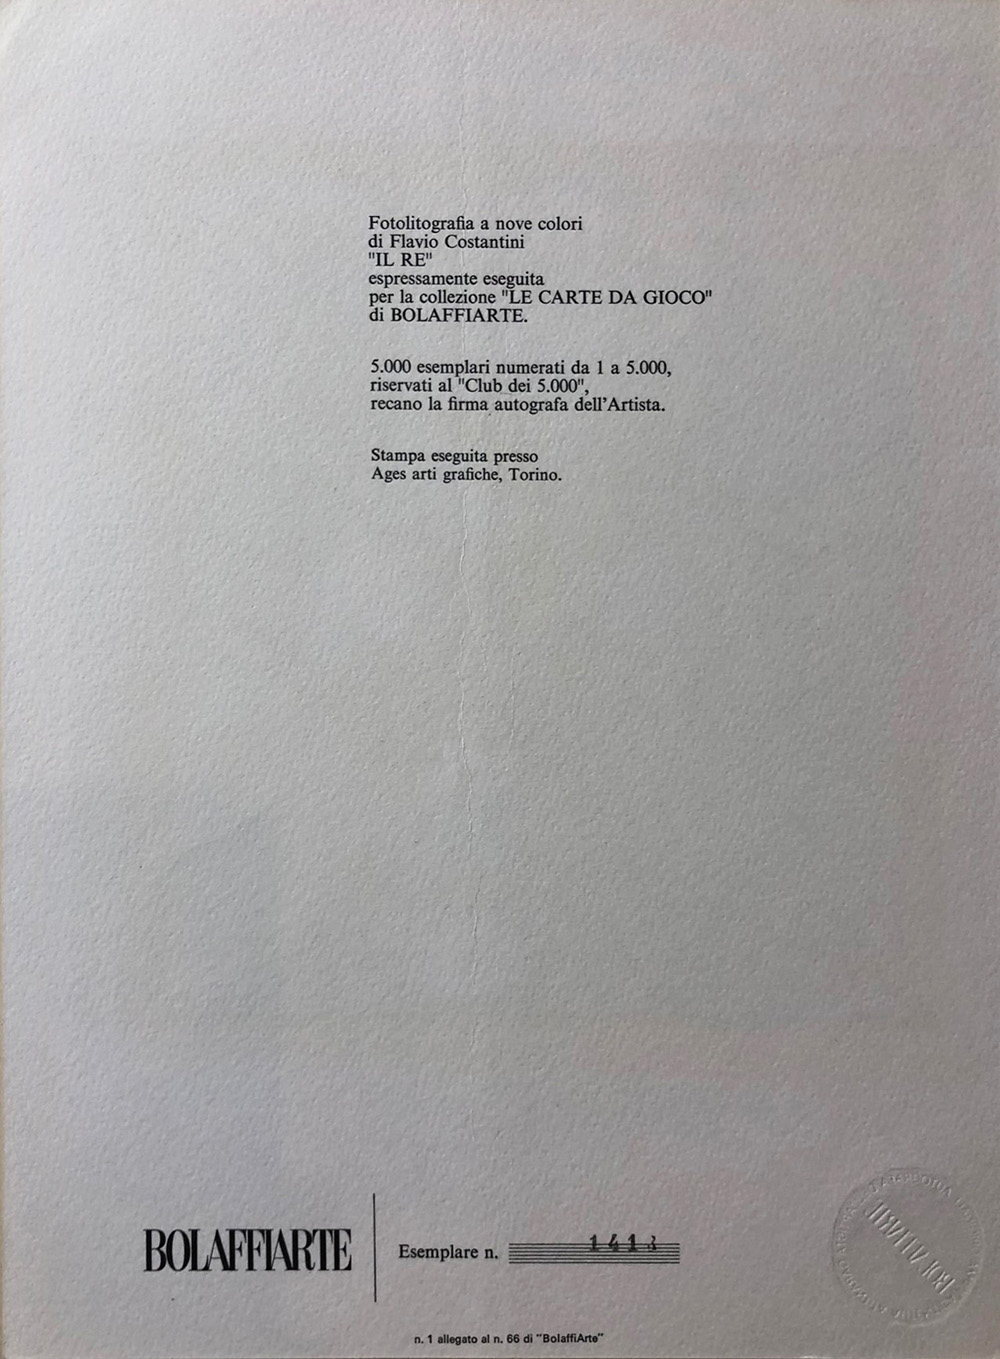 Fotolitografia a nove colori
di Flavio Costantini
"IL RE"
espressamente eseguita
per la collezione "LE CARTE DA GIOCO"
di BOLAFFIARTE.
5.000 esemplari numerati da 1 a 5.000,
riservati al "Club dei 5.000",
recano la firma autografa dell'Artista.
Stampa eseguita presso
Ages arti grafiche, Torino.
BOLAFFIARTE
Esemplare n.
n. 1 allegato al n. 66 di "BolaffiArte"